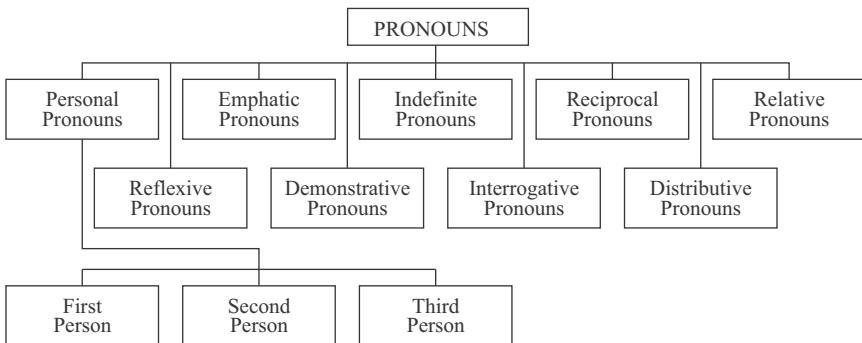 PRONOUNS
Personal
Pronouns
Emphatic
Pronouns
Indefinite
Pronouns
Reciprocal
Pronouns
Relative
Pronouns
Reflexive
Pronouns
Demonstrative
Pronouns
Interrogative
Pronouns
Distributive
Pronouns
First
Person
Second
Person
Third
Person